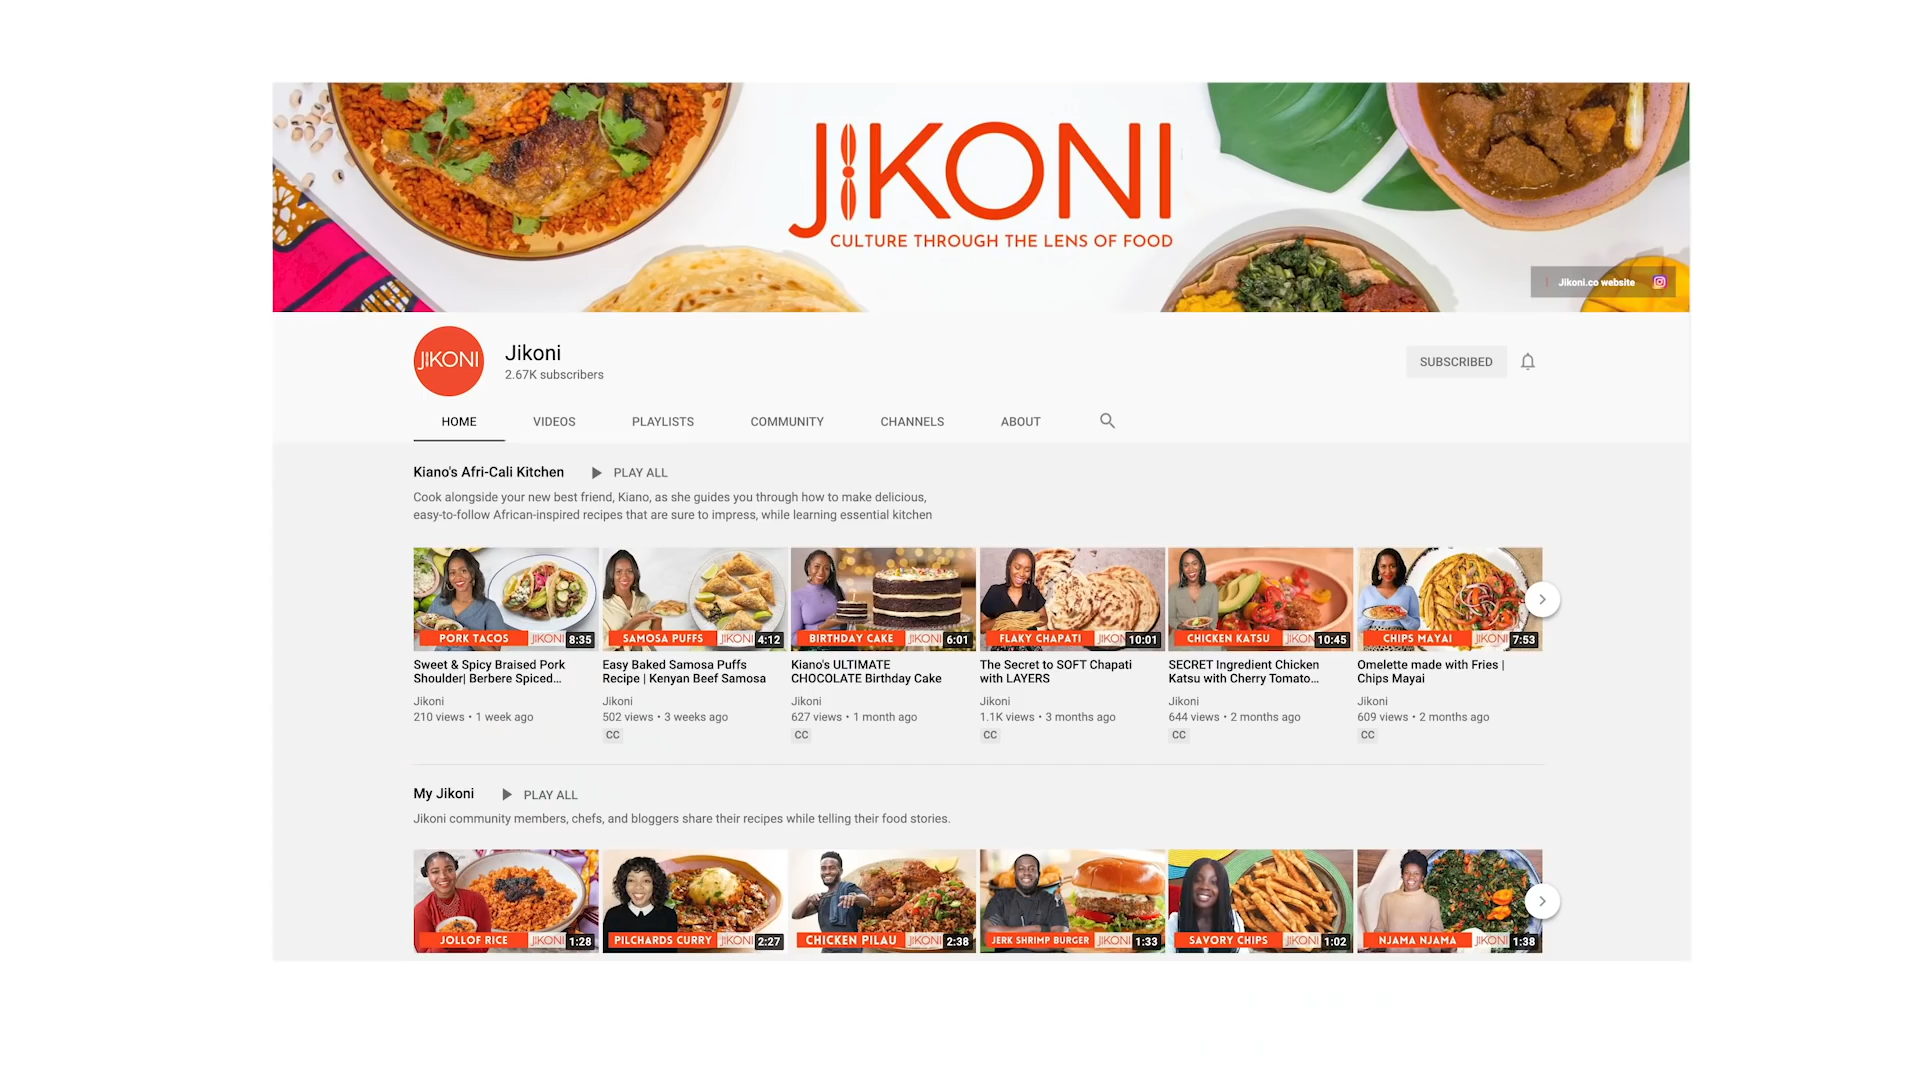 JIKONI
CULTURE THROUGH THE LENS OF FOOD
Jikoni.co website
JIKONI
Jikoni
2.67K subscribers
SUBSCRIBED
HOME VIDEOS PLAYLISTS COMMUNITY CHANNELS ABOUT
Kiano's Afri-Cali Kitchen PLAY ALL
Cook alongside your new best friend, Kiano, as she guides you through how to make delicious,
easy-to-follow African-inspired recipes that are sure to impress, while learning essential kitchen
PORK TACOS JIKONI 8:35
SAMOSA PUFFS JIKONI 4:12
BIRTHDAY CAKE JIKONI 6:01
FLAKY CHAPATI JIKON 10:01
CHICKEN KATSU JIKON 10:45
CHIPS MAYAI JIKONI 7:53
Sweet & Spicy Braised Pork
Shoulder| Berbere Spiced...
Jikoni
210 views • 1 week ago
Easy Baked Samosa Puffs
Recipe | Kenyan Beef Samosa
Jikoni
502 views • 3 weeks ago
CC
Kiano's ULTIMATE
CHOCOLATE Birthday Cake
Jikoni
627 views • 1 month ago
CC
The Secret to SOFT Chapati
with LAYERS
Jikoni
1.1K views • 3 months ago
CC
SECRET Ingredient Chicken
Katsu with Cherry Tomato...
Jikoni
644 views • 2 months ago
CC
Omelette made with Fries |
Chips Mayai
Jikoni
609 views • 2 months ago
CC
My Jikoni PLAY ALL
Jikoni community members, chefs, and bloggers share their recipes while telling their food stories.
JOLLOF RICE JIKONI 1:28
PILCHARDS CURRY JIKONI 2:27
CHICKEN PILAU JIKONI 2:38
JERK SHRIMP BURGER JIKONI 1:33
SAVORY CHIPS JIKONI 1:02
NJAMA NJAMA JIKONI 1:38